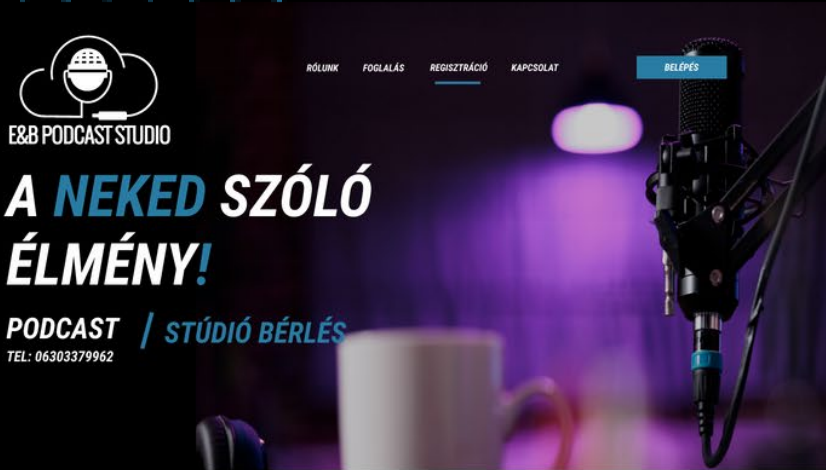 RÓLUNK FOGLALÁS REGISZTRÁCIÓ KAPCSOLAT BELÉPÉS
E&B PODCAST STUDIO
A NEKED SZÓLÓ
ÉLMÉNY!
PODCAST / STÚDIÓ BÉRLÉS
TEL: 06303379962